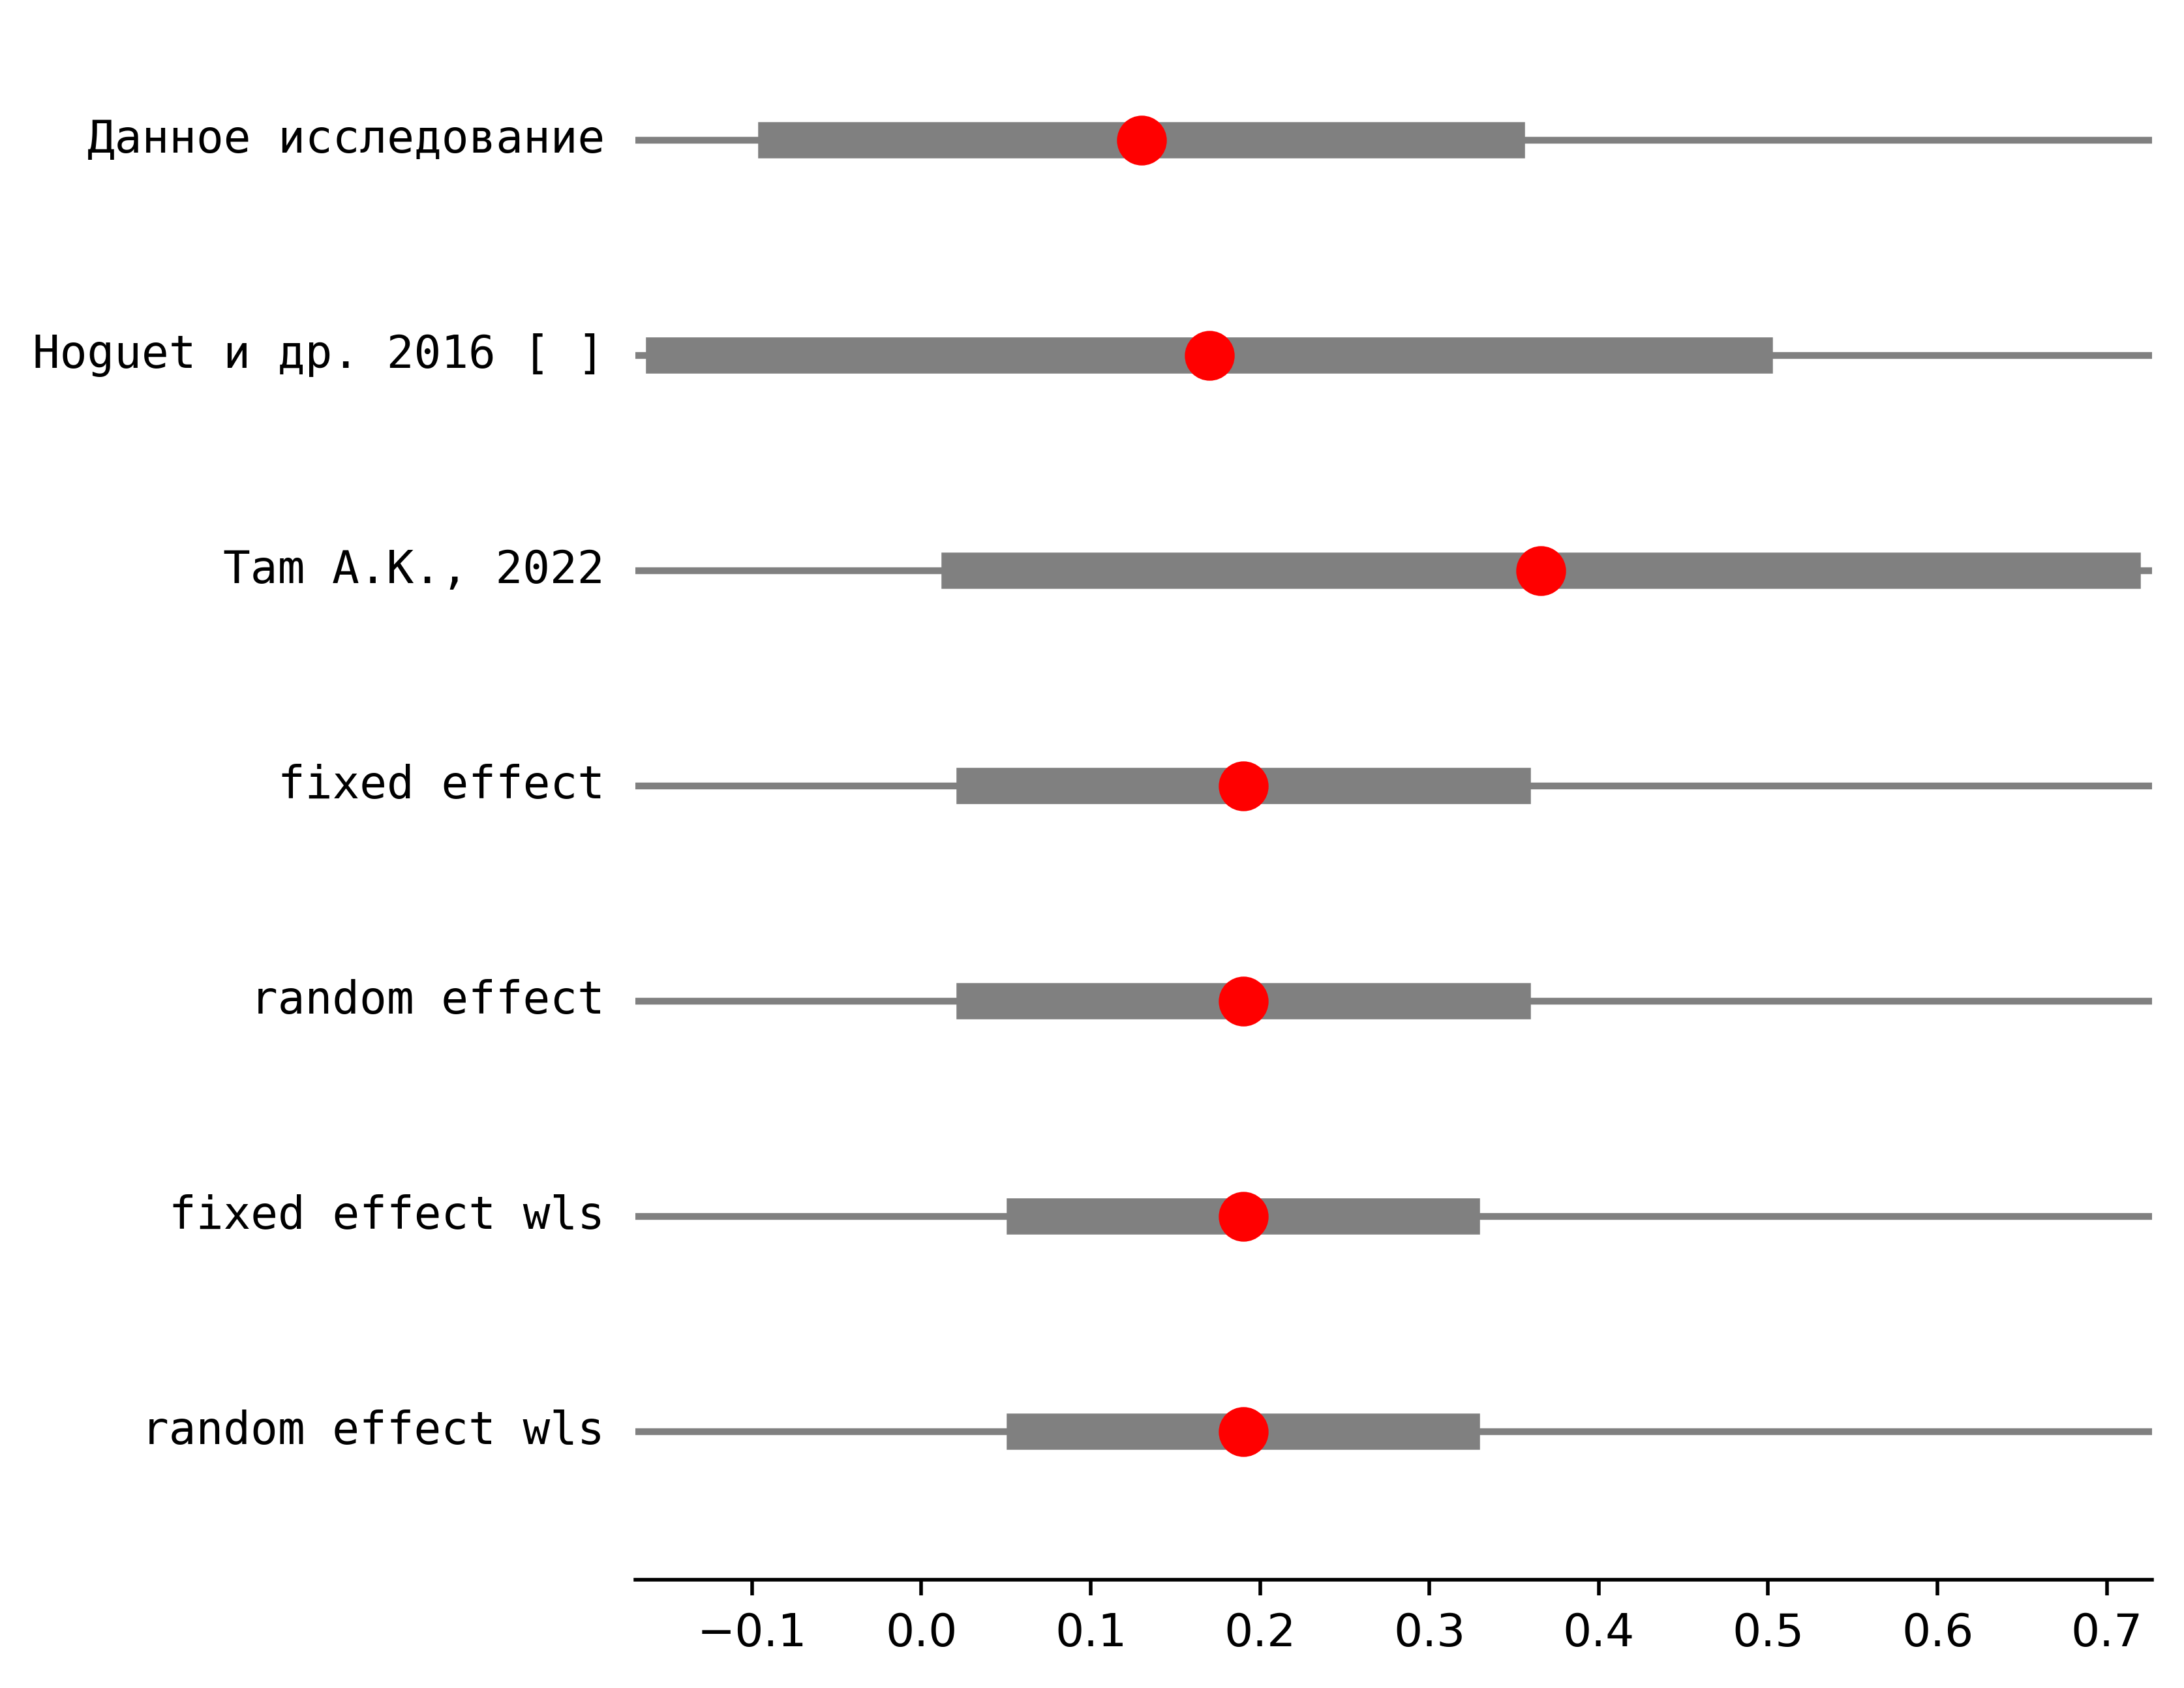 Данное исследование
Hoguet и др. 2016 [ ]
Tam A.K., 2022
fixed effect
random effect
fixed effect wls
random effect wls
−0.1 0.0 0.1 0.2 0.3 0.4 0.5 0.6 0.7